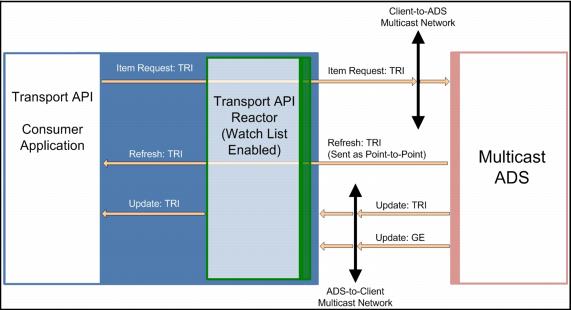 Client-to-ADS
Multicast Network
Item Request: TRI
Item Request: TRI
Transport API
Consumer
Application
Transport API
Reactor
(Watch List
Enabled)
Refresh: TRI
Refresh: TRI
(Sent as Point-to-Point)
Multicast
ADS
Update: TRI
Update: TRI
Update: GE
ADS-to-Client
Multicast Network